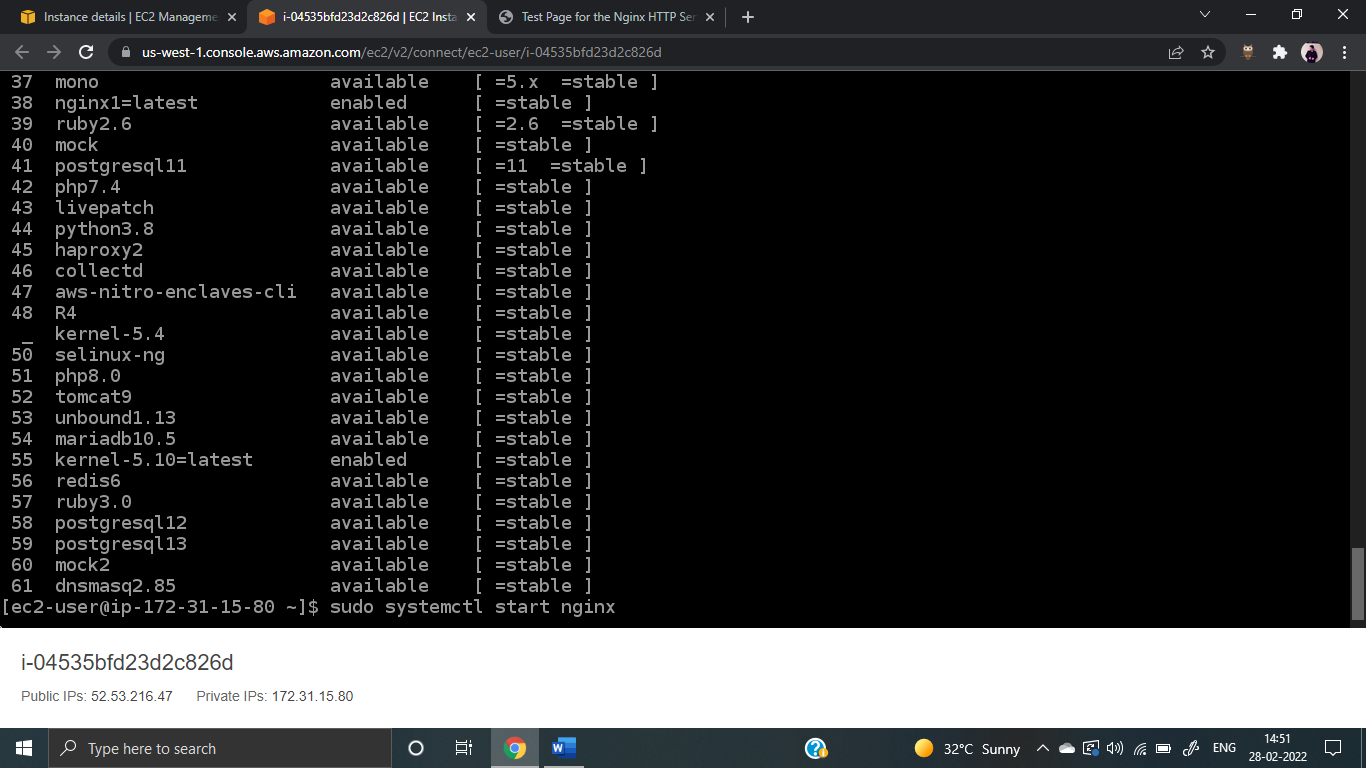 Instance details | EC2 Manageme
i-04535bfd23d2c826d | EC2 Insta
Test Page for the Nginx HTTP Ser
us-west-1.console.aws.amazon.com/ec2/v2/connect/ec2-user/i-04535bfd23d2c826d
37 mono available [ =5.x =stable ]
38 nginx1=latest enabled [ =stable ]
39 ruby2.6 available [ =2.6 =stable ]
40 mock available [ =stable ]
41 postgresql11 available [ =11 =stable ]
42 php7.4 available [ =stable ]
43 livepatch available [ =stable ]
44 python3.8 available [ =stable ]
45 haproxy2 available [ =stable ]
46 collectd available [ =stable ]
47 aws-nitro-enclaves-cli available [ =stable ]
48 R4 available [ =stable ]
_ kernel-5.4 available [ =stable ]
50 selinux-ng available [ =stable ]
51 php8.0 available [ =stable ]
52 tomcat9 available [ =stable ]
53 unbound1.13 available [ =stable ]
54 mariadb10.5 available [ =stable ]
55 kernel-5.10=latest enabled [ =stable ]
56 redis6 available [ =stable ]
57 ruby3.0 available [ =stable ]
58 postgresql12 available [ =stable ]
59 postgresql13 available [ =stable ]
60 mock2 available [ =stable ]
61 dnsmasq2.85 available [ =stable ]
[ec2-user@ip-172-31-15-80 ~]$ sudo systemctl start nginx
i-04535bfd23d2c826d
Public IPs: 52.53.216.47 Private IPs: 172.31.15.80
Type here to search
32°C Sunny
ENG
14:51
28-02-2022